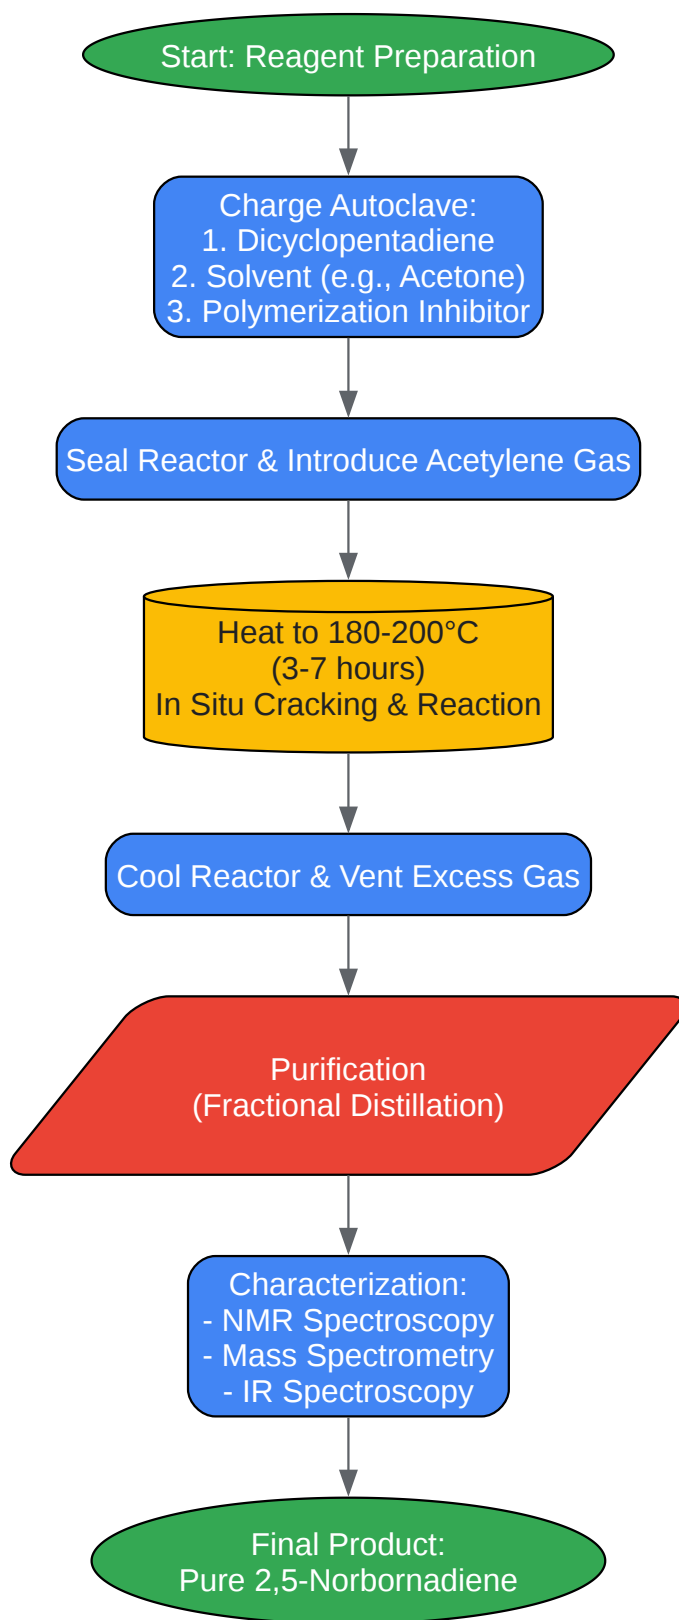 Start: Reagent Preparation
Charge Autoclave:
1. Dicyclopentadiene
2. Solvent (e.g., Acetone)
3. Polymerization Inhibitor
Seal Reactor & Introduce Acetylene Gas
Heat to 180-200°C
(3-7 hours)
In Situ Cracking & Reaction
Cool Reactor & Vent Excess Gas
Purification
(Fractional Distillation)
Characterization:
- NMR Spectroscopy
- Mass Spectrometry
- IR Spectroscopy
Final Product:
Pure 2,5-Norbornadiene